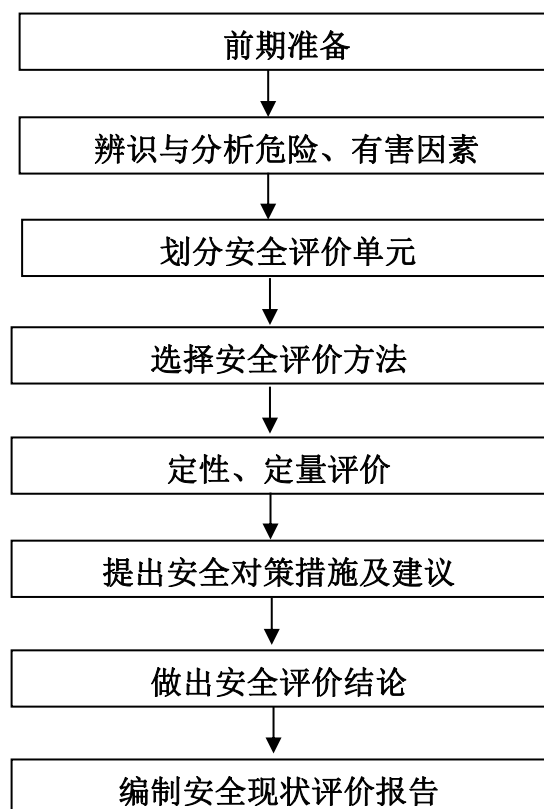 前期准备
辨识与分析危险、有害因素
划分安全评价单元
选择安全评价方法
定性、定量评价
提出安全对策措施及建议
做出安全评价结论
编制安全现状评价报告